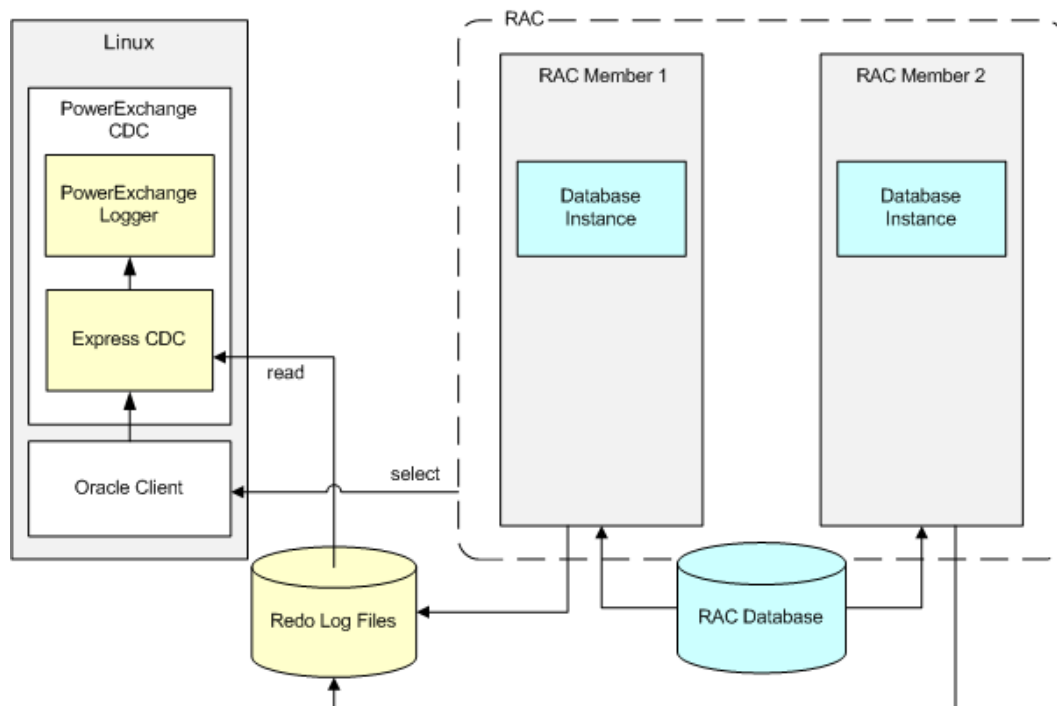 Linux
PowerExchange
CDC
PowerExchange
Logger
Express CDC
Oracle Client
read
select
Redo Log Files
RAC
RAC Member 1
Database
Instance
RAC Member 2
Database
Instance
RAC Database